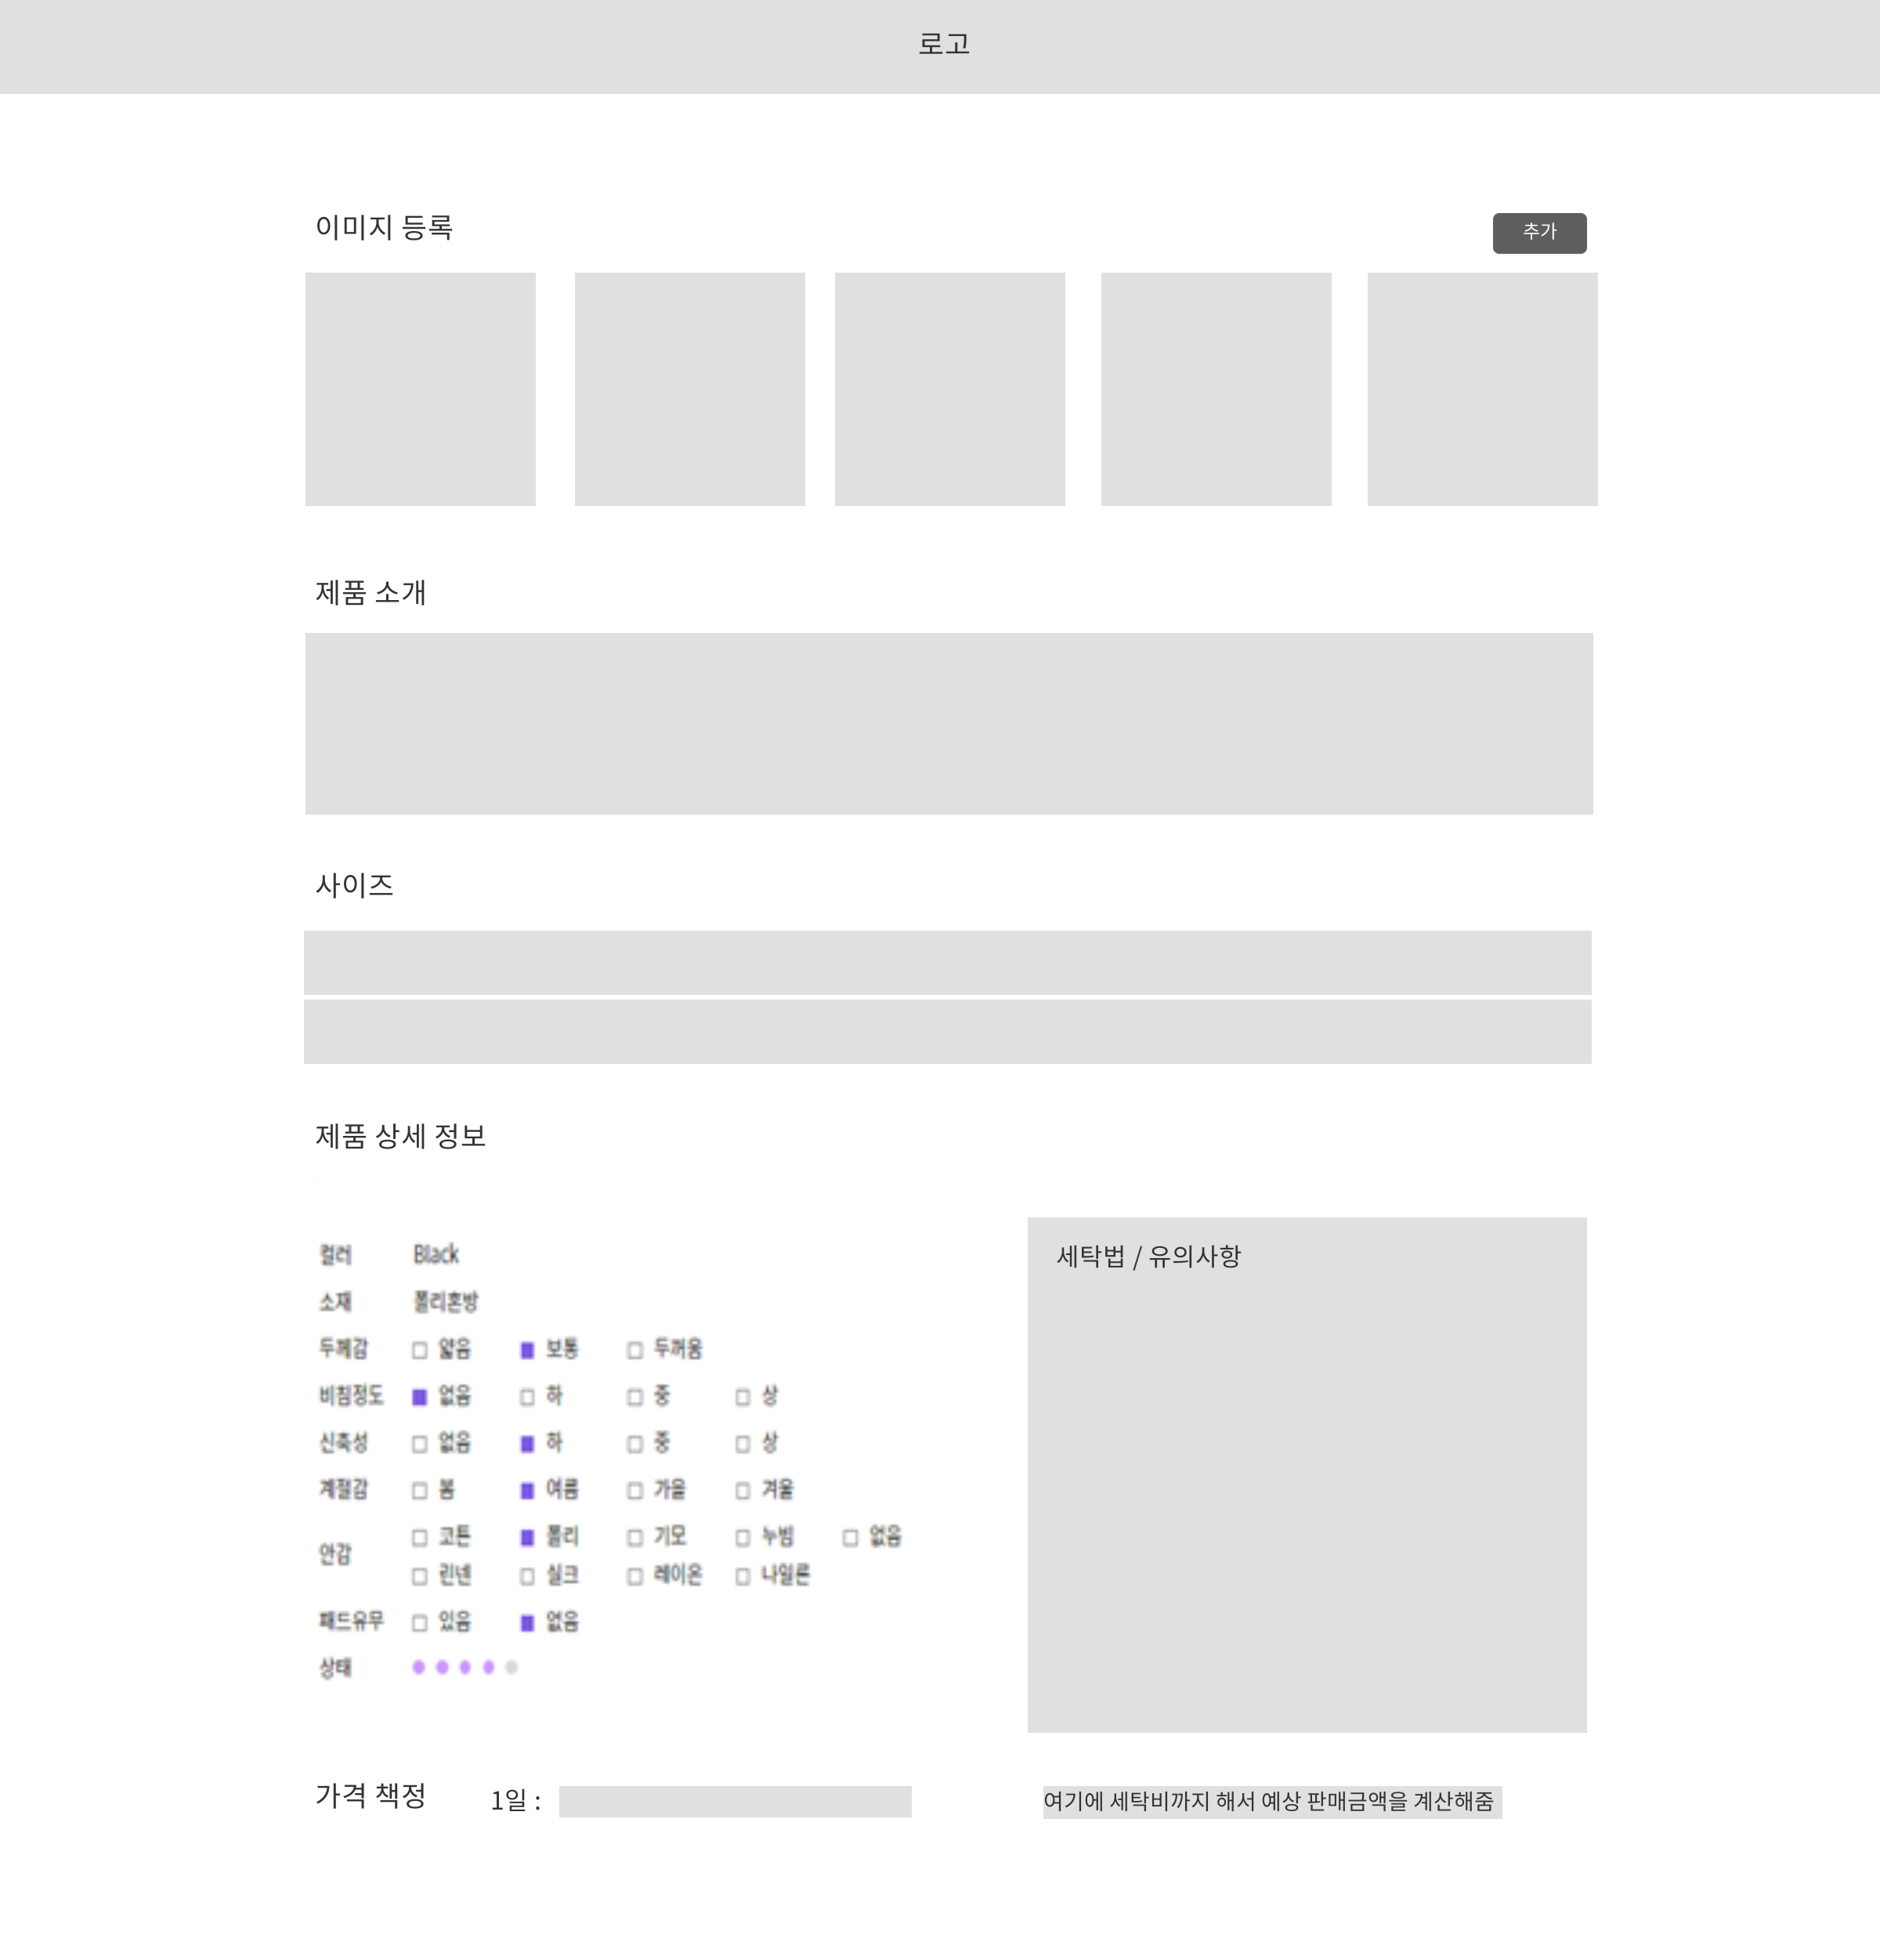 로고
이미지 등록
추가
제품 소개
사이즈
제품 상세 정보
컬러 Black
소재 폴리혼방
두께감 □ 얇음 ■ 보통 □ 두꺼움
비침정도 ■ 없음 □ 하 □ 중 □ 상
신축성 □ 없음 ■ 하 □ 중 □ 상
계절감 □ 봄 ■ 여름 □ 가을 □ 겨울
안감 □ 코튼 ■ 폴리 □ 기모 □ 누빔 □ 없음
□ 린넨 □ 실크 □ 레이온 □ 나일론
패드유무 □ 있음 ■ 없음
상태
세탁법 / 유의사항
가격 책정 1일 :
여기에 세탁비까지 해서 예상 판매금액을 계산해줌